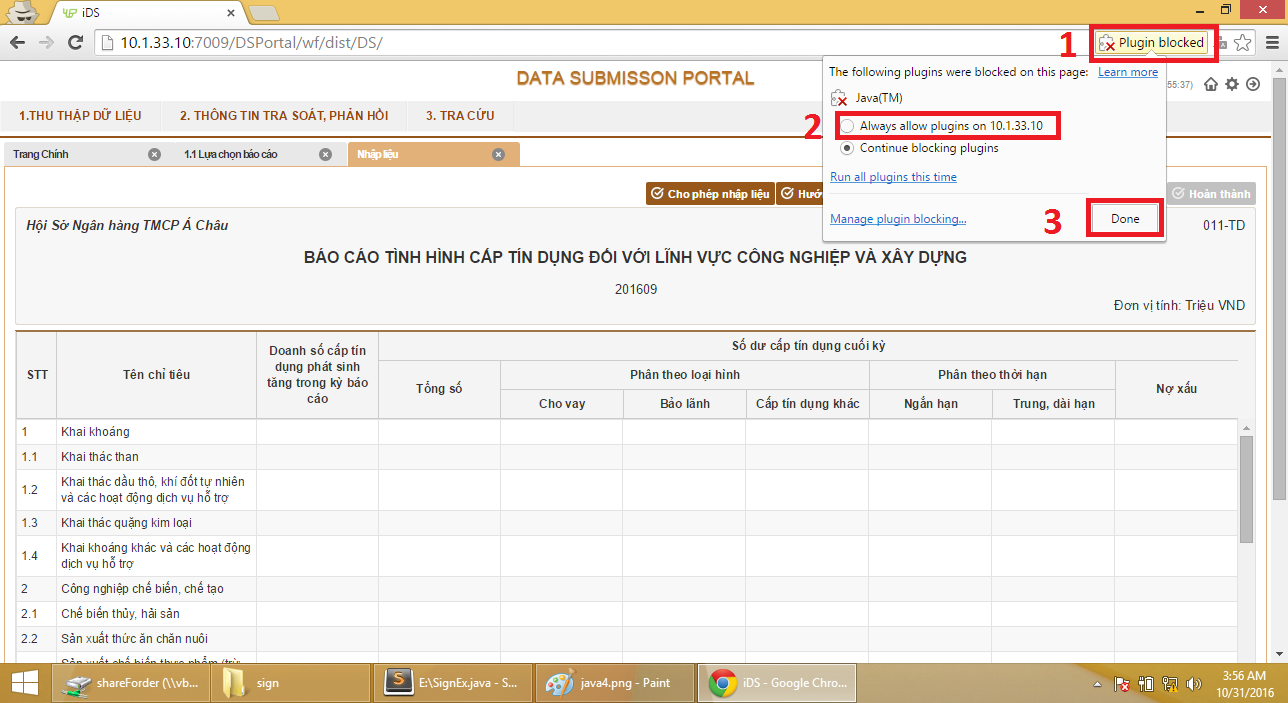 iDS
10.1.33.10:7009/DSPortal/wf/dist/DS/
1
Plugin blocked
DATA SUBMISSON PORTAL
The following plugins were blocked on this page: Learn more
55:37)
Java(TM)
1.THU THẬP DỮ LIỆU
2. THÔNG TIN TRA SOÁT, PHẢN HỒI
3. TRA CỨU
2
Always allow plugins on 10.1.33.10
Continue blocking plugins
Trang Chính
1.1 Lựa chọn báo cáo
Nhập liệu
Run all plugins this time
Cho phép nhập liệu
Hướ
Hoàn thành
Manage plugin blocking...
3
Done
Hội Sở Ngân hàng TMCP Á Châu
011-TD
BÁO CÁO TÌNH HÌNH CẤP TÍN DỤNG ĐỐI VỚI LĨNH VỰC CÔNG NGHIỆP VÀ XÂY DỰNG
201609
Đơn vị tính: Triệu VND
STT
Tên chỉ tiêu
Doanh số cấp tín
dụng phát sinh
tăng trong kỳ báo
cáo
Số dư cấp tín dụng cuối kỳ
Tổng số
Phân theo loại hình
Phân theo thời hạn
Nợ xấu
Cho vay
Bảo lãnh
Cấp tín dụng khác
Ngắn hạn
Trung, dài hạn
1 Khai khoáng
1.1 Khai thác than
1.2 Khai thác dầu thô, khí đốt tự nhiên
và các hoạt động dịch vụ hỗ trợ
1.3 Khai thác quặng kim loại
1.4 Khai khoáng khác và các hoạt động
dịch vụ hỗ trợ
2 Công nghiệp chế biến, chế tạo
2.1 Chế biến thủy, hải sản
2.2 Sản xuất thức ăn chăn nuôi
Sản xuất chế biến thực phẩm (trừ
shareForder (\\vb...
sign
E:\SignEx.java - S...
java4.png - Paint
iDS - Google Chro...
3:56 AM
10/31/2016